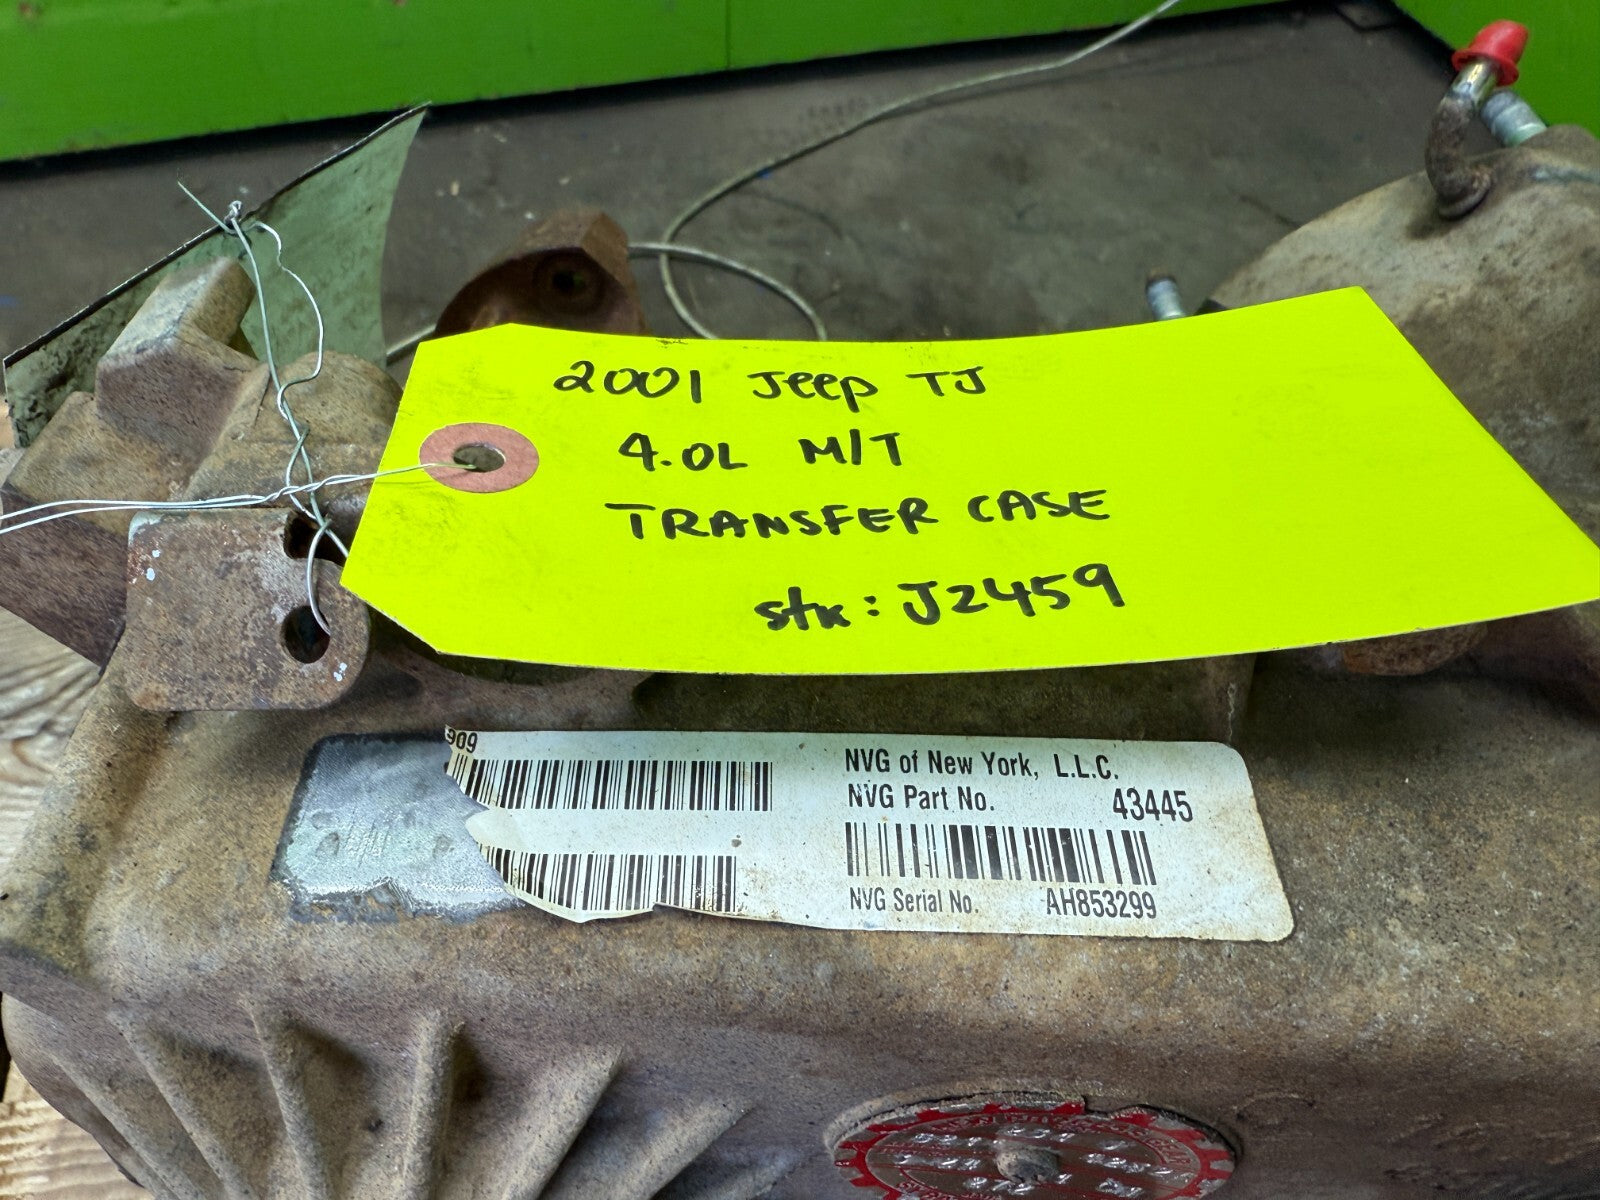 2001 Jeep TJ
4.0L M/T
TRANSFER CASE
stk: J2459
909
NVG of New York, L.L.C.
NVG Part No. 43445
NVG Serial No. AH853299